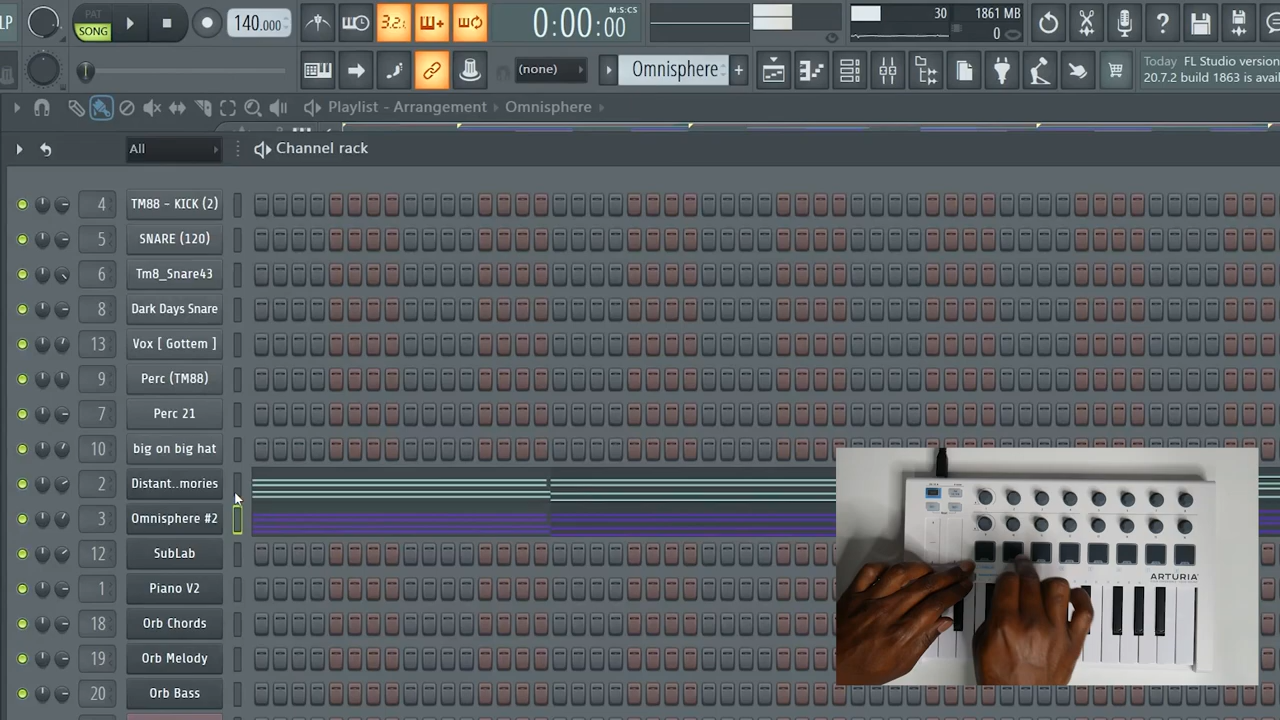 LP
PAT
SONG
140.000
3.2.
0:00:00
M:S:CS
30
1861 MB
0
(none)
Omnisphere
Today
FL Studio version
20.7.2 build 1863 is avai
Playlist - Arrangement
Omnisphere
All
Channel rack
4
TM88 - KICK (2)
5
SNARE (120)
6
Tm8_Snare43
8
Dark Days Snare
13
Vox [ Gottem ]
9
Perc (TM88)
7
Perc 21
10
big on big hat
2
Distant..mories
3
Omnisphere #2
12
SubLab
1
Piano V2
18
Orb Chords
19
Orb Melody
20
Orb Bass
ARTURIA